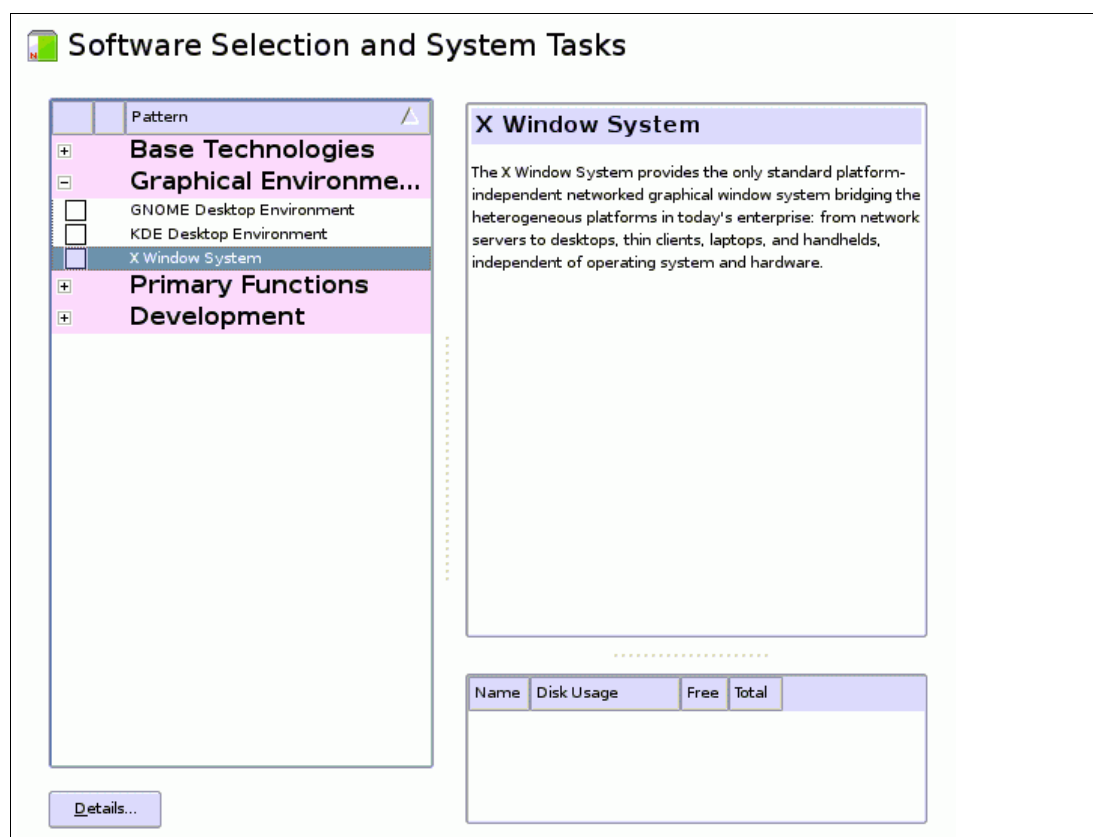 Software Selection and System Tasks
Pattern
Base Technologies
Graphical Environme...
GNOME Desktop Environment
KDE Desktop Environment
X Window System
Primary Functions
Development
Details...
X Window System
The X Window System provides the only standard platform-
independent networked graphical window system bridging the
heterogeneous platforms in today's enterprise: from network
servers to desktops, thin clients, laptops, and handhelds,
independent of operating system and hardware.
Name Disk Usage Free Total